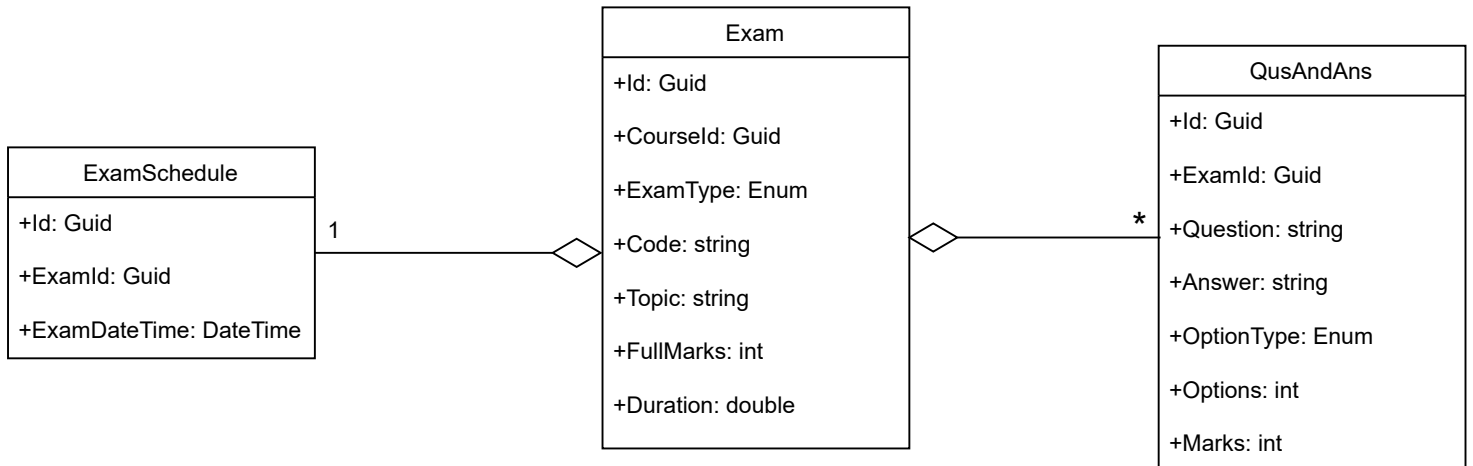 ExamSchedule
+Id: Guid
+ExamId: Guid
+ExamDateTime: DateTime
1
Exam
+Id: Guid
+CourseId: Guid
+ExamType: Enum
+Code: string
+Topic: string
+FullMarks: int
+Duration: double
*
QusAndAns
+Id: Guid
+ExamId: Guid
+Question: string
+Answer: string
+OptionType: Enum
+Options: int
+Marks: int